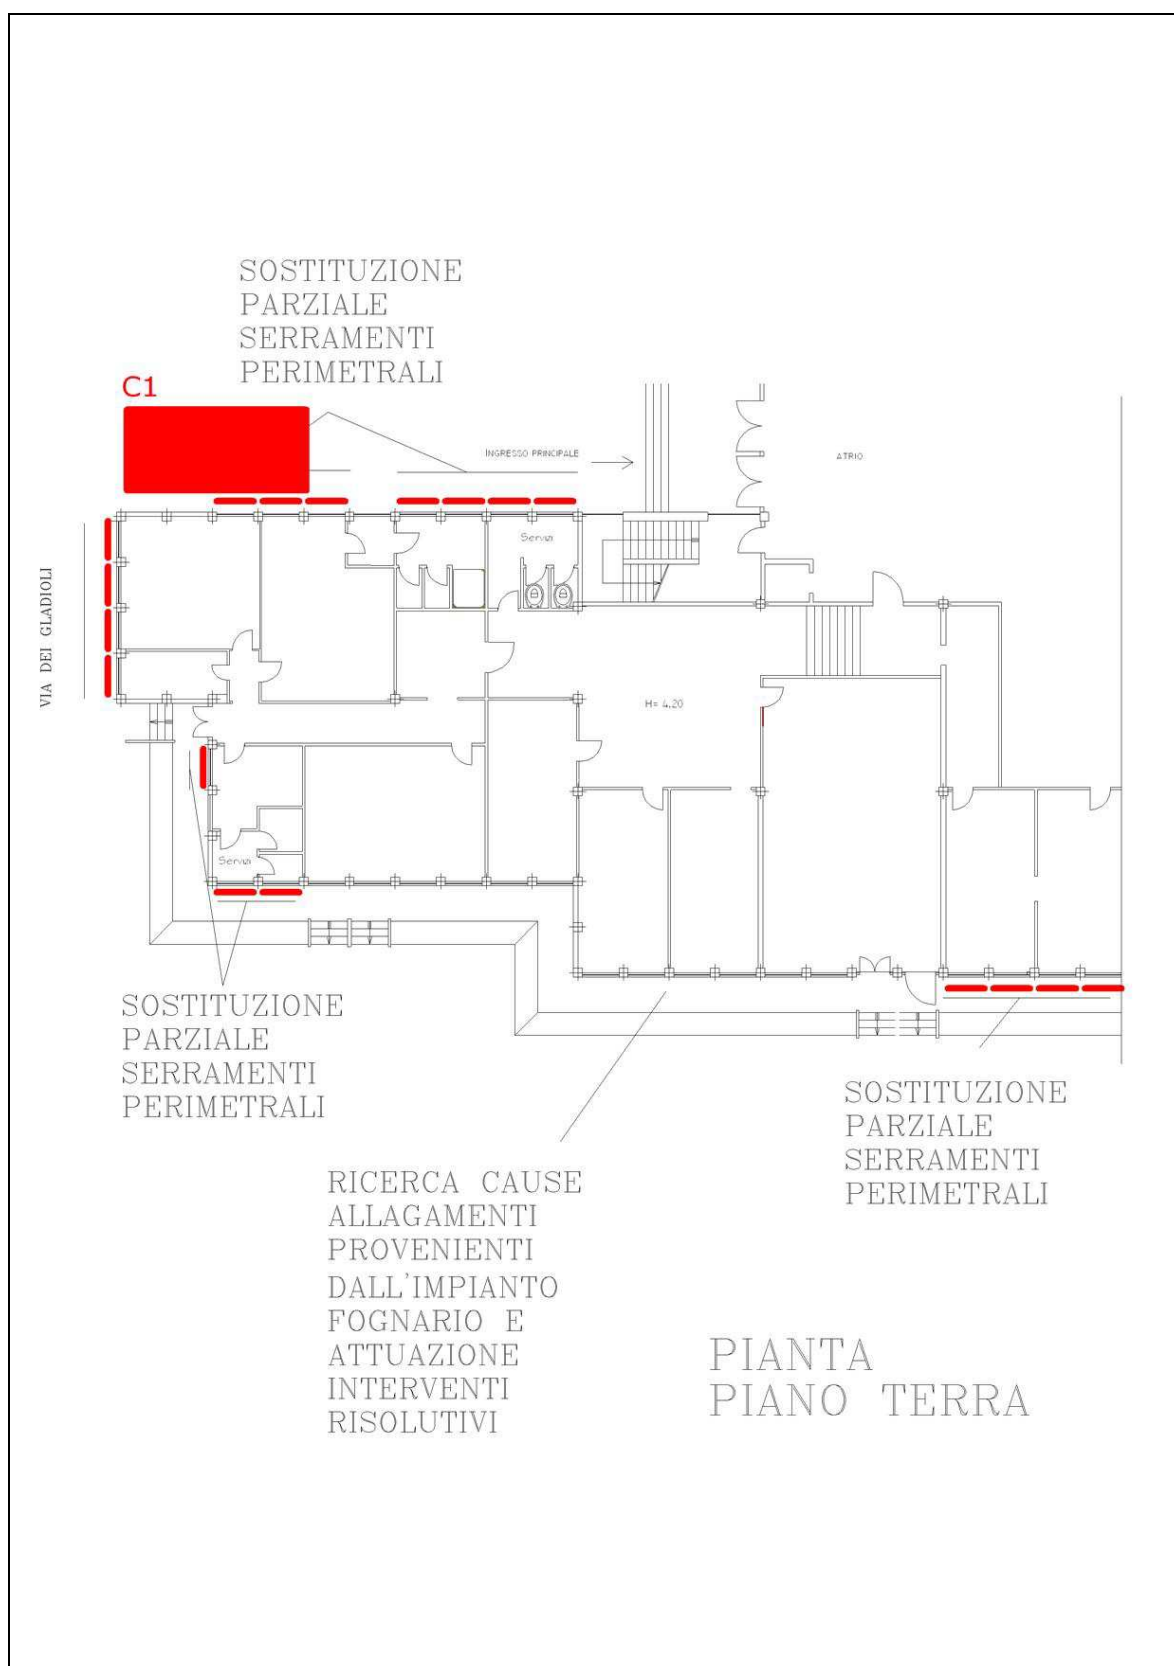 SOSTITUZIONE
PARZIALE
SERRAMENTI
PERIMETRALI
C1
INGRESSO PRINCIPALE
ATRIO
Servizi
VIA DEI GLADIOLI
H= 4,20
Servizi
SOSTITUZIONE
PARZIALE
SERRAMENTI
PERIMETRALI
SOSTITUZIONE
PARZIALE
SERRAMENTI
PERIMETRALI
RICERCA CAUSE
ALLAGAMENTI
PROVENIENTI
DALL'IMPIANTO
FOGNARIO E
ATTUAZIONE
INTERVENTI
RISOLUTIVI
PIANTA
PIANO TERRA